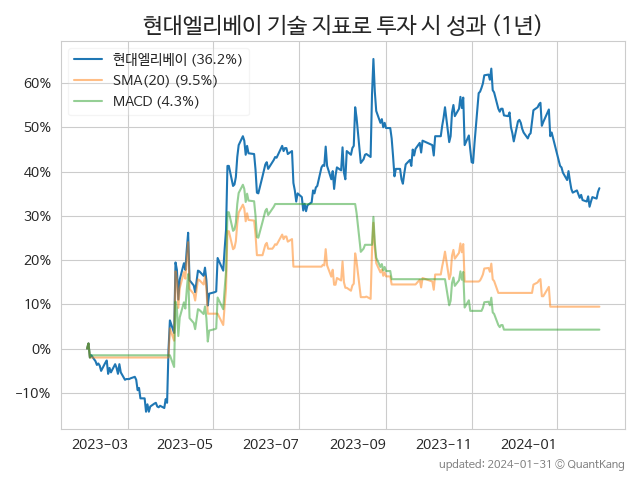 현대엘리베이 기술 지표로 투자 시 성과 (1년)
현대엘리베이 (36.2%)
SMA(20) (9.5%)
MACD (4.3%)
60%
50%
40%
30%
20%
10%
0%
−10%
2023-03 2023-05 2023-07 2023-09 2023-11 2024-01
updated: 2024-01-31 © QuantKang